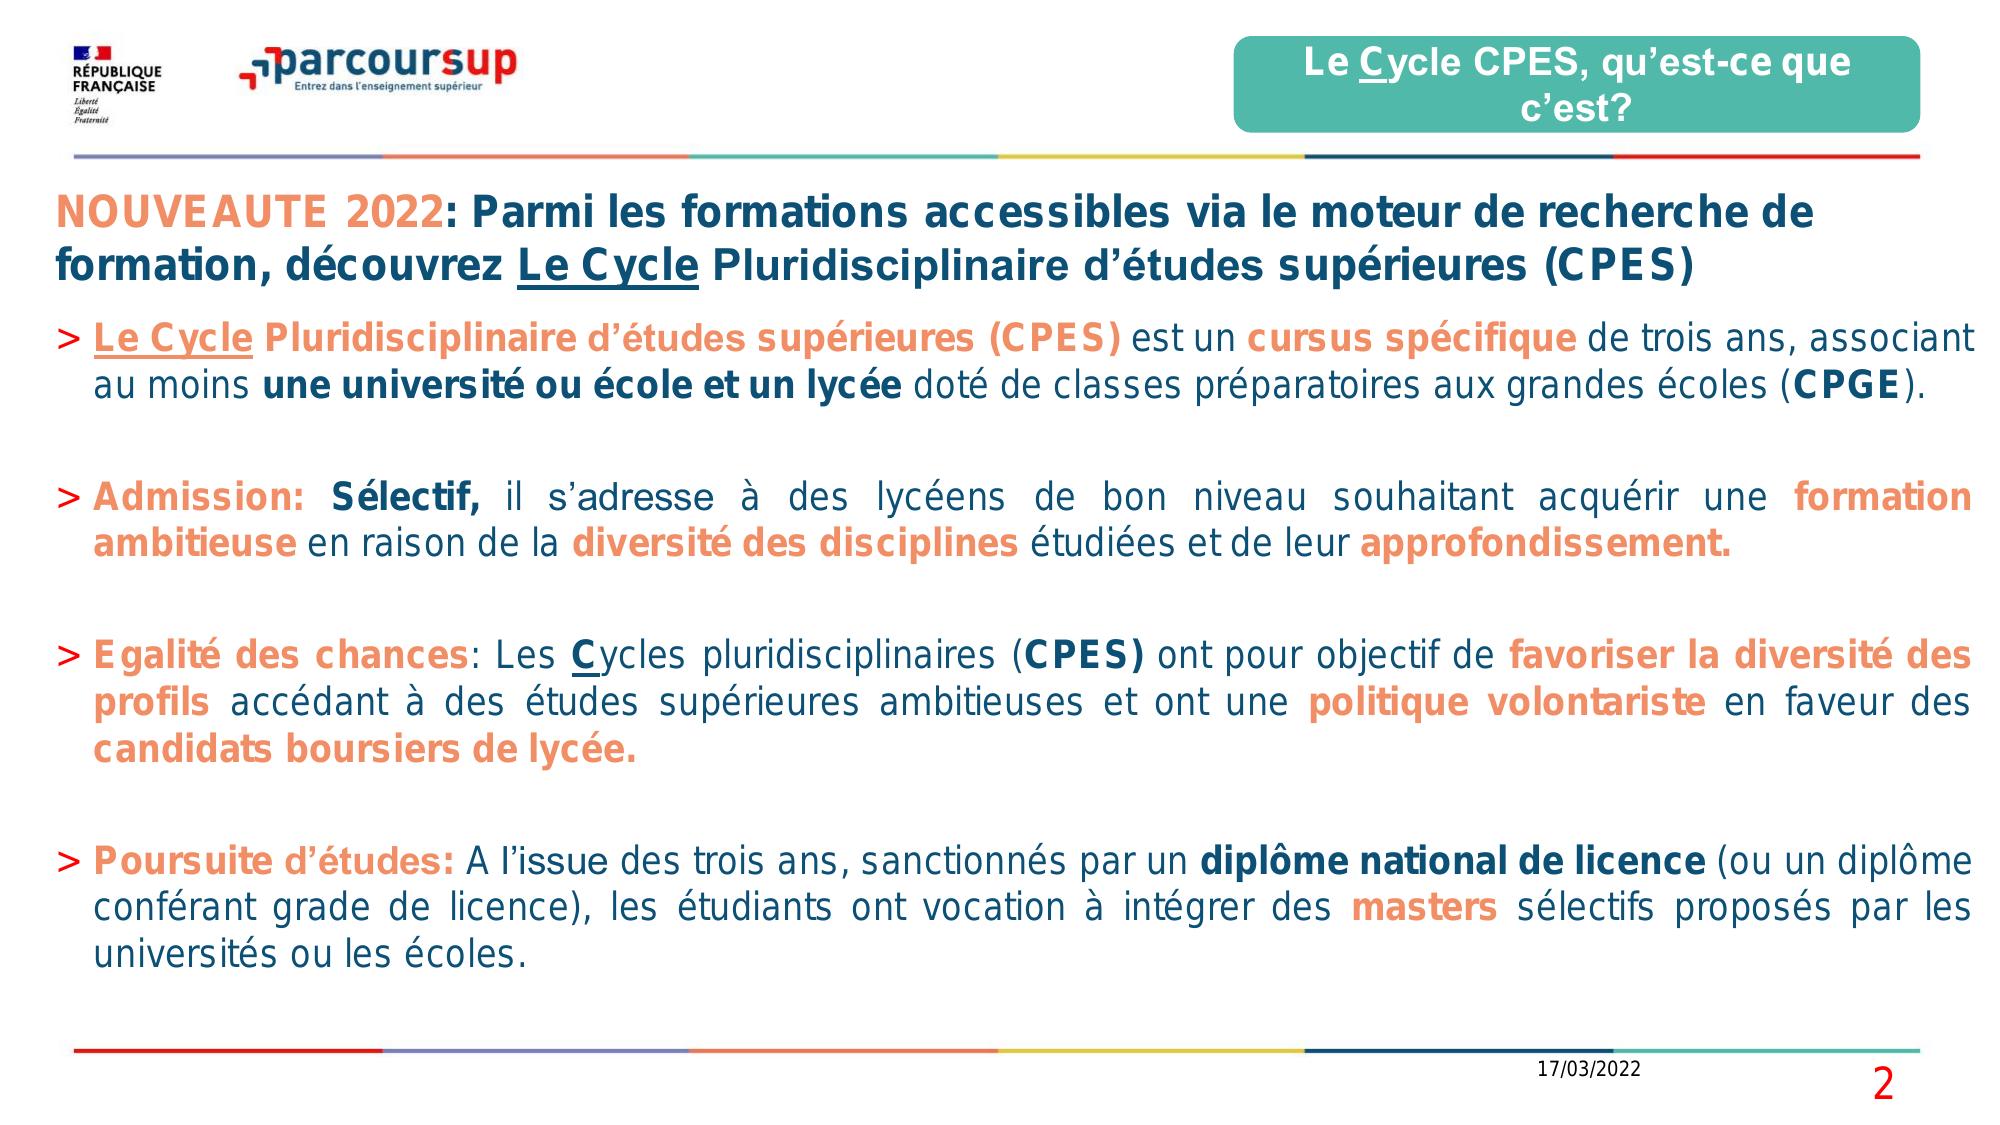 RÉPUBLIQUE
FRANÇAISE
Liberté
Égalité
Fraternité
parcoursup
Entrez dans l'enseignement supérieur
Le Cycle CPES, qu’est-ce que
c’est?
NOUVEAUTE 2022: Parmi les formations accessibles via le moteur de recherche de
formation, découvrez Le Cycle Pluridisciplinaire d’études supérieures (CPES)
> Le Cycle Pluridisciplinaire d’études supérieures (CPES) est un cursus spécifique de trois ans, associant
au moins une université ou école et un lycée doté de classes préparatoires aux grandes écoles (CPGE).
> Admission: Sélectif, il s’adresse à des lycéens de bon niveau souhaitant acquérir une formation
ambitieuse en raison de la diversité des disciplines étudiées et de leur approfondissement.
> Egalité des chances: Les Cycles pluridisciplinaires (CPES) ont pour objectif de favoriser la diversité des
profils accédant à des études supérieures ambitieuses et ont une politique volontariste en faveur des
candidats boursiers de lycée.
> Poursuite d’études: A l’issue des trois ans, sanctionnés par un diplôme national de licence (ou un diplôme
conférant grade de licence), les étudiants ont vocation à intégrer des masters sélectifs proposés par les
universités ou les écoles.
17/03/2022
2